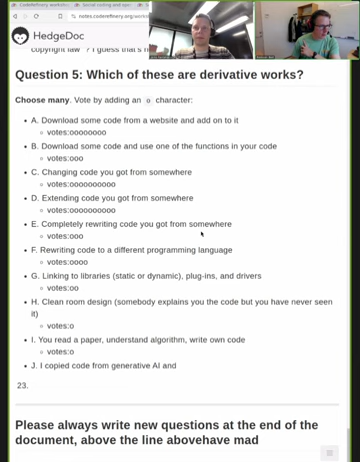 CodeRefinery
Social coding and ope
notes.coderefinery.org/works
HedgeDoc
copyright law ? I guess that's
Question 5: Which of these are derivative works?
Choose many. Vote by adding an o character:
A. Download some code from a website and add on to it
votes:oooooooo
B. Download some code and use one of the functions in your code
votes:ooo
C. Changing code you got from somewhere
votes:oooooooooo
D. Extending code you got from somewhere
votes:oooooooooo
E. Completely rewriting code you got from somewhere
votes:ooo
F. Rewriting code to a different programming language
votes:oooo
G. Linking to libraries (static or dynamic), plug-ins, and drivers
votes:oo
H. Clean room design (somebody explains you the code but you have never seen
it)
votes:o
I. You read a paper, understand algorithm, write own code
votes:o
J. I copied code from generative AI and
23.
Please always write new questions at the end of the
document, above the line abovehave mad